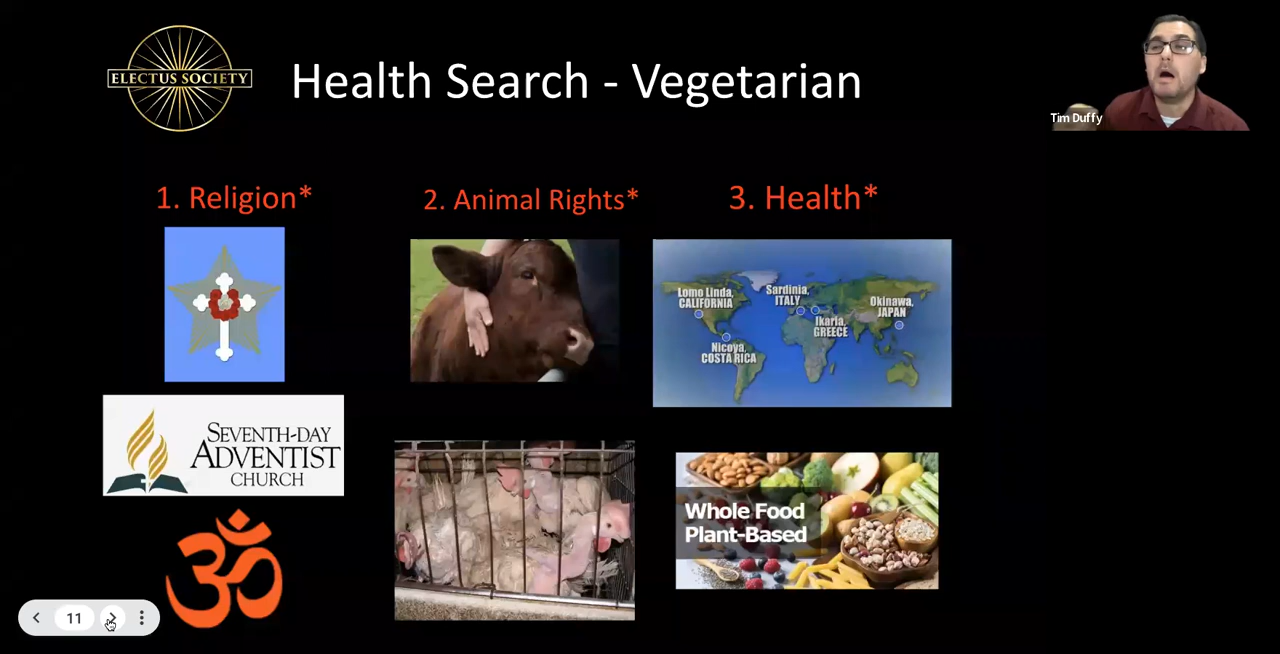 ELECTUS SOCIETY
Health Search - Vegetarian
Tim Duffy
1. Religion*
2. Animal Rights*
3. Health*
Lomo Linda,
CALIFORNIA
Sardinia,
ITALY
Okinawa,
JAPAN
Ikaria,
GREECE
Nicoya,
COSTA RICA
SEVENTH-DAY
ADVENTIST
CHURCH
Whole Food
Plant-Based
ॐ
11